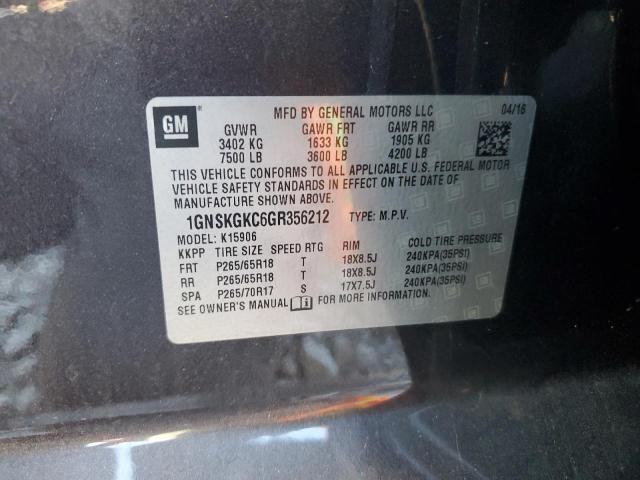 GM
MFD BY GENERAL MOTORS LLC 04/16
GVWR GAWR FRT GAWR RR
3402 KG 1633 KG 1905 KG
7500 LB 3600 LB 4200 LB
THIS VEHICLE CONFORMS TO ALL APPLICABLE U.S. FEDERAL MOTOR
VEHICLE SAFETY STANDARDS IN EFFECT ON THE DATE OF
MANUFACTURE SHOWN ABOVE.
1GNSKGKC6GR356212 TYPE: M.P.V.
MODEL: K15906
KKPP TIRE SIZE SPEED RTG RIM COLD TIRE PRESSURE
FRT P265/65R18 T 18X8.5J 240KPA(35PSI)
RR P265/65R18 T 18X8.5J 240KPA(35PSI)
SPA P265/70R17 S 17X7.5J 240KPA(35PSI)
SEE OWNER'S MANUAL FOR MORE INFORMATION.